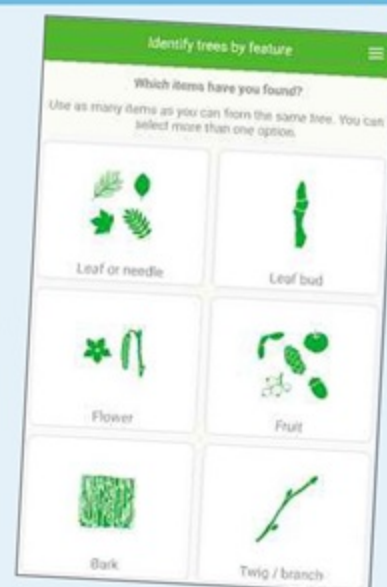 Identify trees by feature
Which items have you found?
Use as many items as you can from the same tree. You can
select more than one option.
Leaf or needle
Leaf bud
Flower
Fruit
Bark
Twig / branch